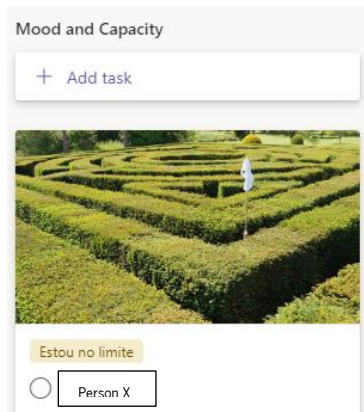 Mood and Capacity
+ Add task
Estou no limite
Person X